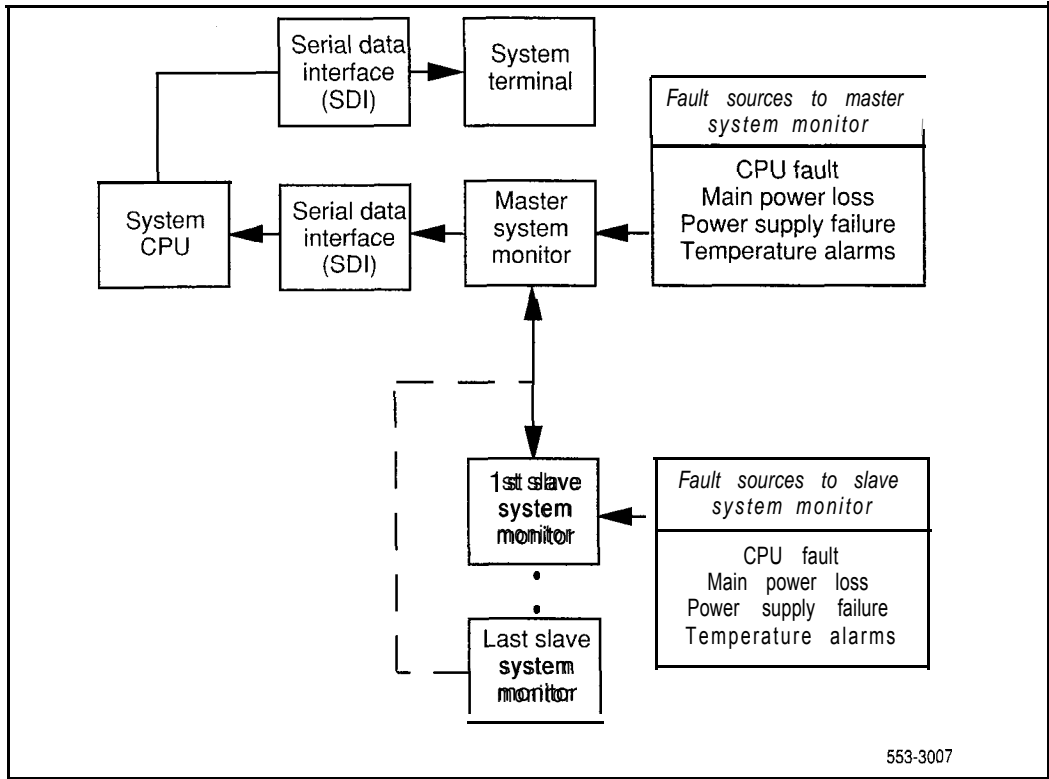 Serial data
interface
(SDI)
System
terminal
Fault sources to master
system monitor
CPU fault
Main power loss
Power supply failure
Temperature alarms
System
CPU
Serial data
interface
(SDI)
Master
system
monitor
1st slave
system
monitor
Fault sources to slave
system monitor
CPU fault
Main power loss
Power supply failure
Temperature alarms
Last slave
system
monitor
553-3007